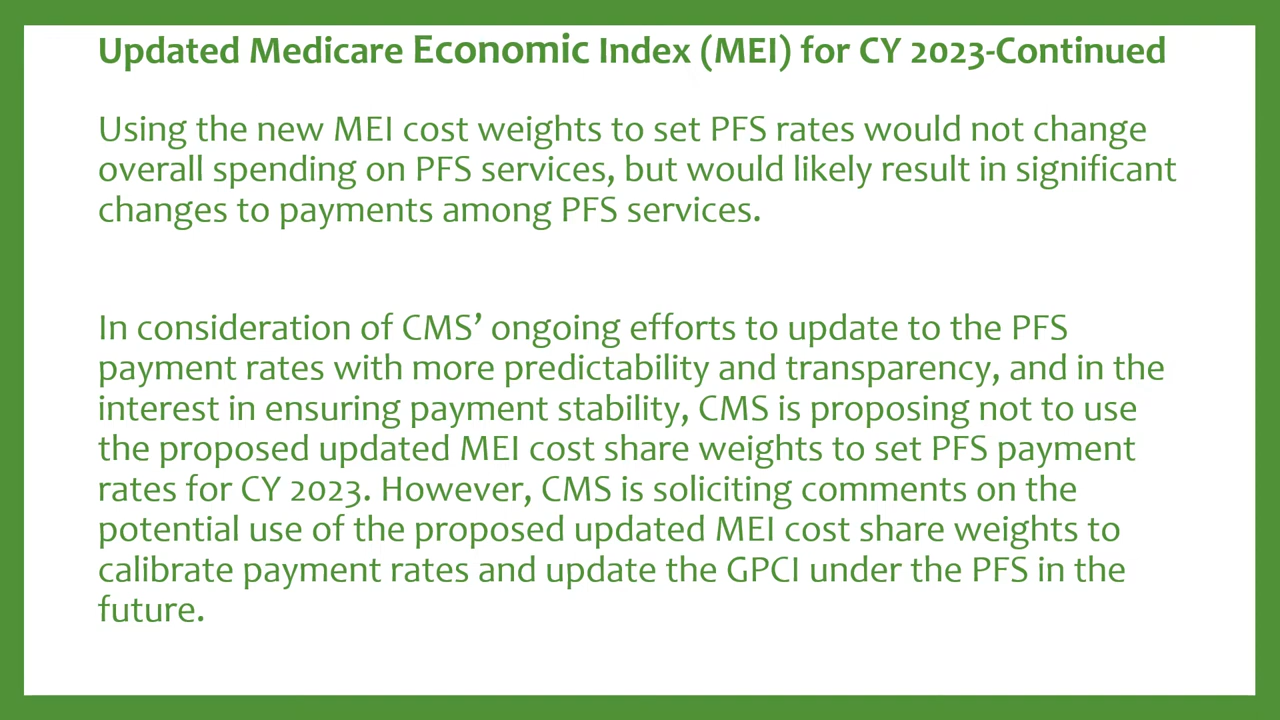 Updated Medicare Economic Index (MEI) for CY 2023-Continued
Using the new MEI cost weights to set PFS rates would not change
overall spending on PFS services, but would likely result in significant
changes to payments among PFS services.
In consideration of CMS’ ongoing efforts to update to the PFS
payment rates with more predictability and transparency, and in the
interest in ensuring payment stability, CMS is proposing not to use
the proposed updated MEI cost share weights to set PFS payment
rates for CY 2023. However, CMS is soliciting comments on the
potential use of the proposed updated MEI cost share weights to
calibrate payment rates and update the GPCI under the PFS in the
future.